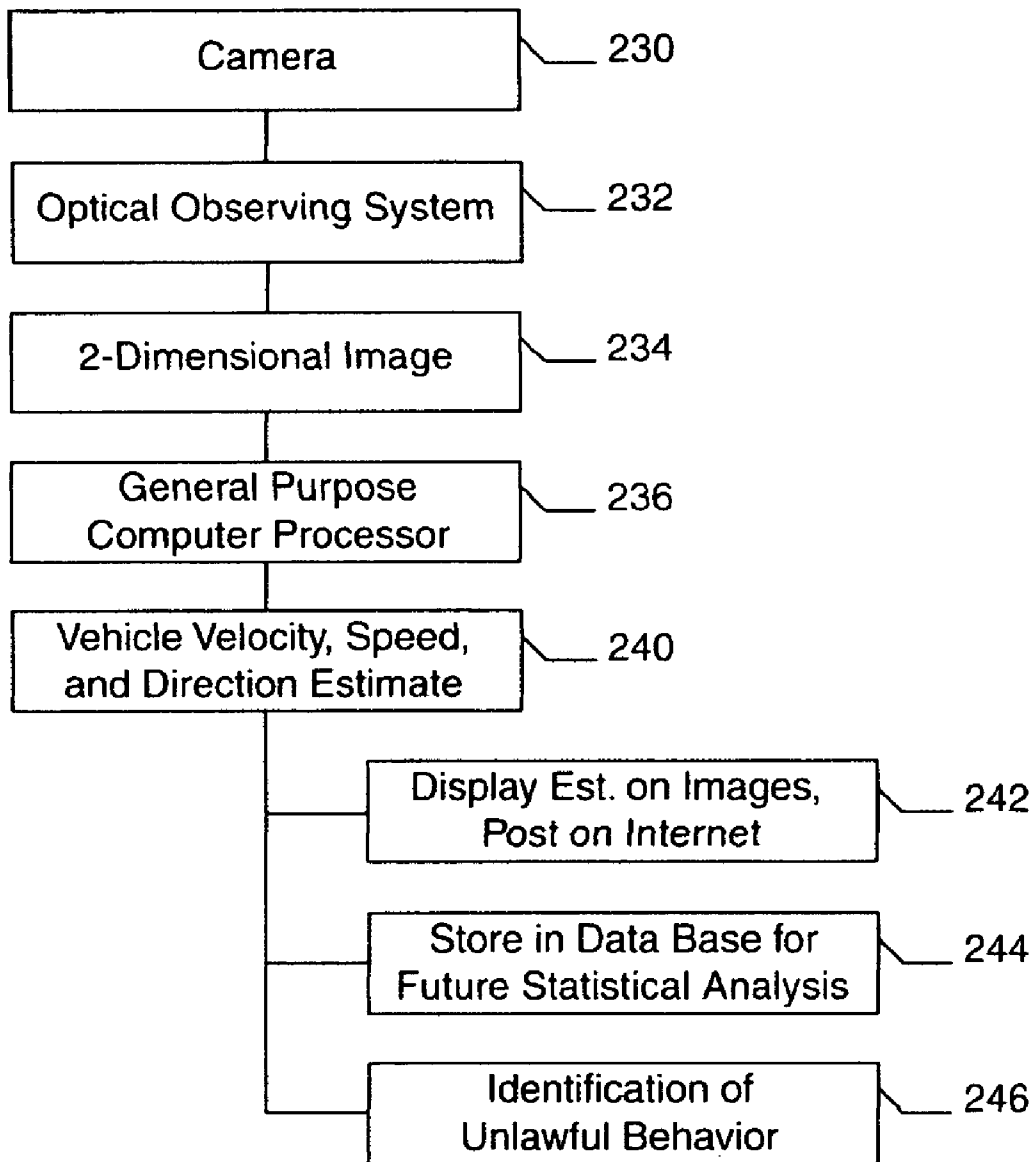 Camera 230
Optical Observing System 232
2-Dimensional Image 234
General Purpose
Computer Processor 236
Vehicle Velocity, Speed,
and Direction Estimate 240
Display Est. on Images,
Post on Internet 242
Store in Data Base for
Future Statistical Analysis 244
Identification of
Unlawful Behavior 246